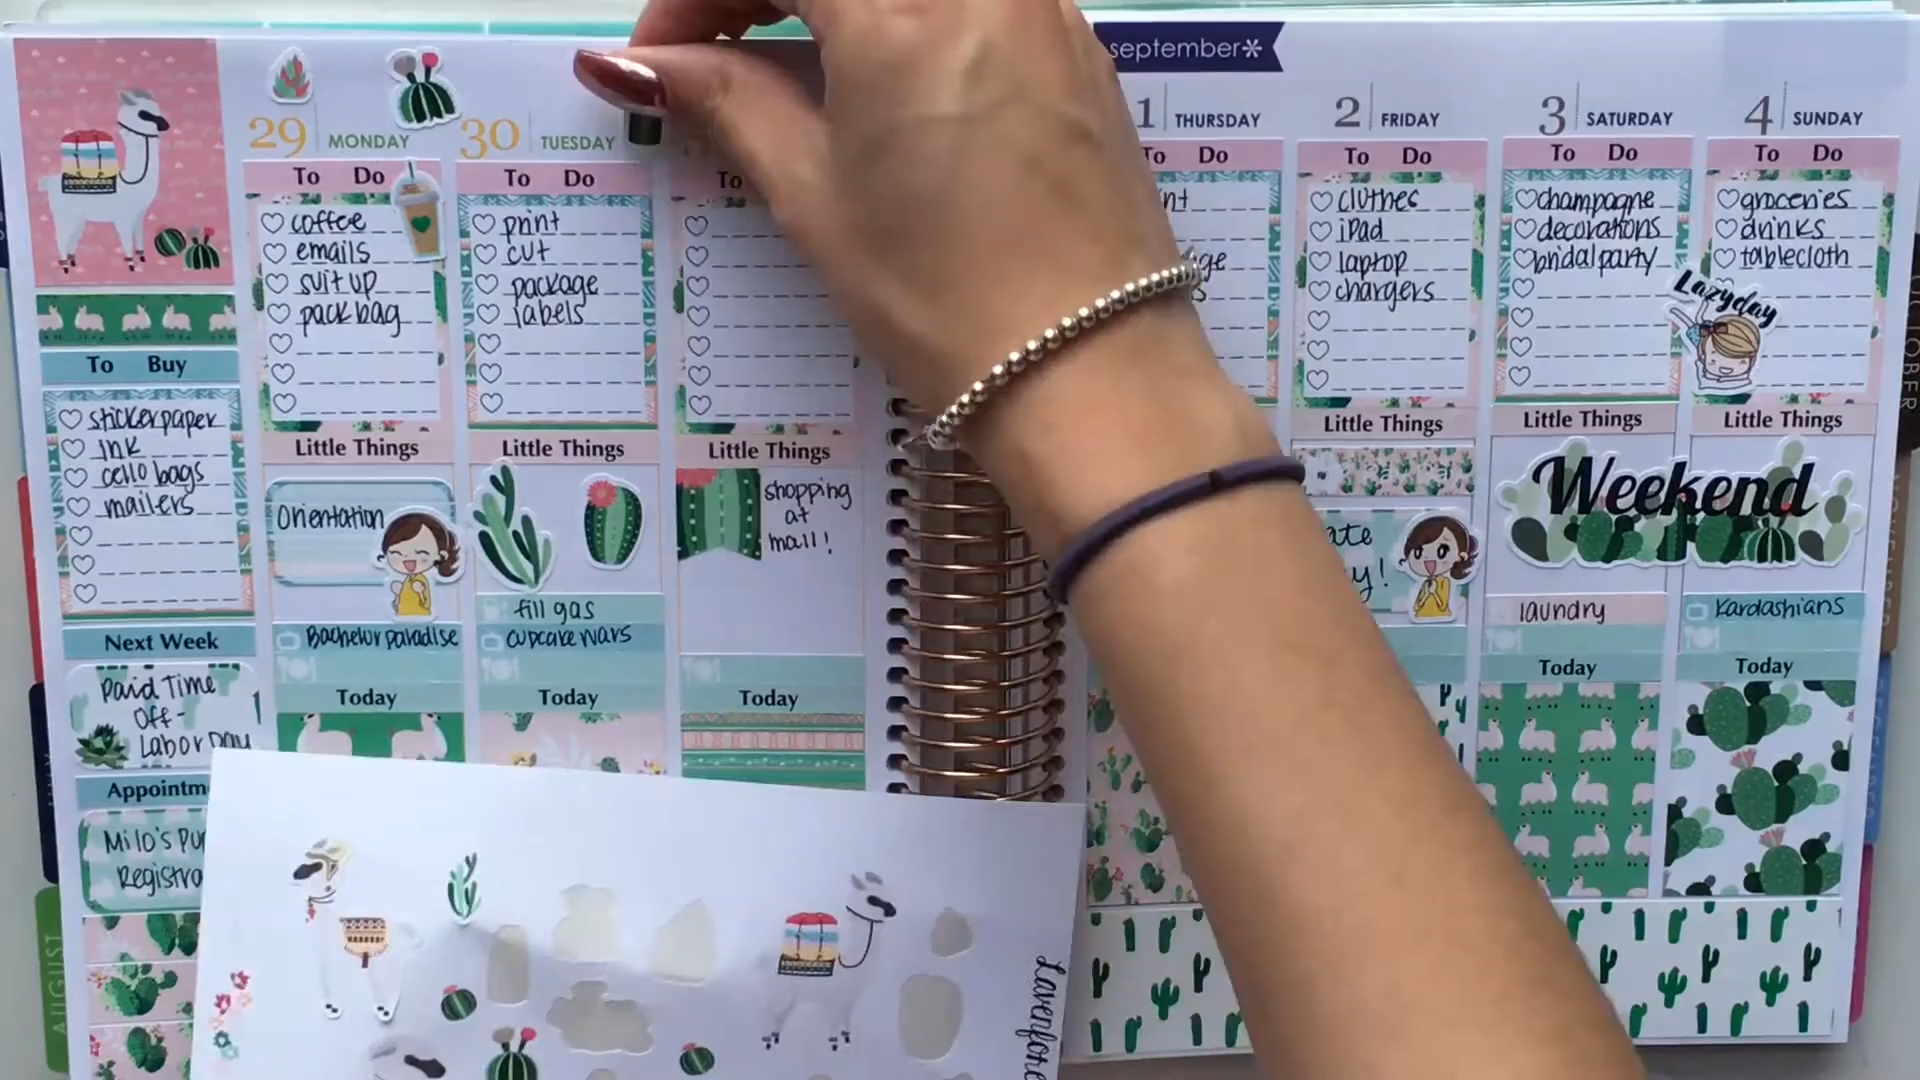 september*
29 MONDAY
30 TUESDAY
1 THURSDAY
2 FRIDAY
3 SATURDAY
4 SUNDAY
To Do
coffee
emails
suit up
pack bag
To Do
print
cut
package
labels
To
Do
To Do
clothes
iPad
laptop
chargers
To Do
champagne
decorations
bridal party
To Do
groceries
drinks
tablecloth
Lazyday
To Buy
sticker paper
ink
cello bags
mailers
Little Things
Little Things
Little Things
Little Things
Little Things
Little Things
Orientation
shopping
at
mall!
Weekend
fill gas
Bachelor paradise
cupcake wars
laundry
Kardashians
Next Week
Paid Time
Off-
Labor Day
Today
Today
Today
Today
Today
Milo's
AUGUST